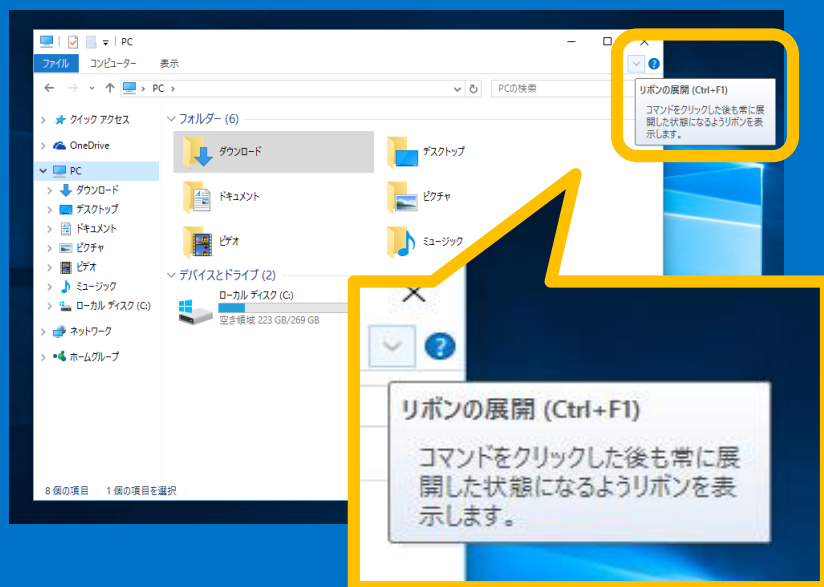 PC
ファイル コンピューター 表示
PC
PCの検索
リボンの展開 (Ctrl+F1)
コマンドをクリックした後も常に展
開した状態になるようリボンを表
示します。
クイック アクセス
OneDrive
PC
ダウンロード
デスクトップ
ドキュメント
ピクチャ
ビデオ
ミュージック
ローカル ディスク (C:)
ネットワーク
ホームグループ
フォルダー (6)
ダウンロード
デスクトップ
ドキュメント
ピクチャ
ビデオ
ミュージック
デバイスとドライブ (2)
ローカル ディスク (C:)
空き領域 223 GB/269 GB
8 個の項目 1 個の項目を選択
リボンの展開 (Ctrl+F1)
コマンドをクリックした後も常に展
開した状態になるようリボンを表
示します。